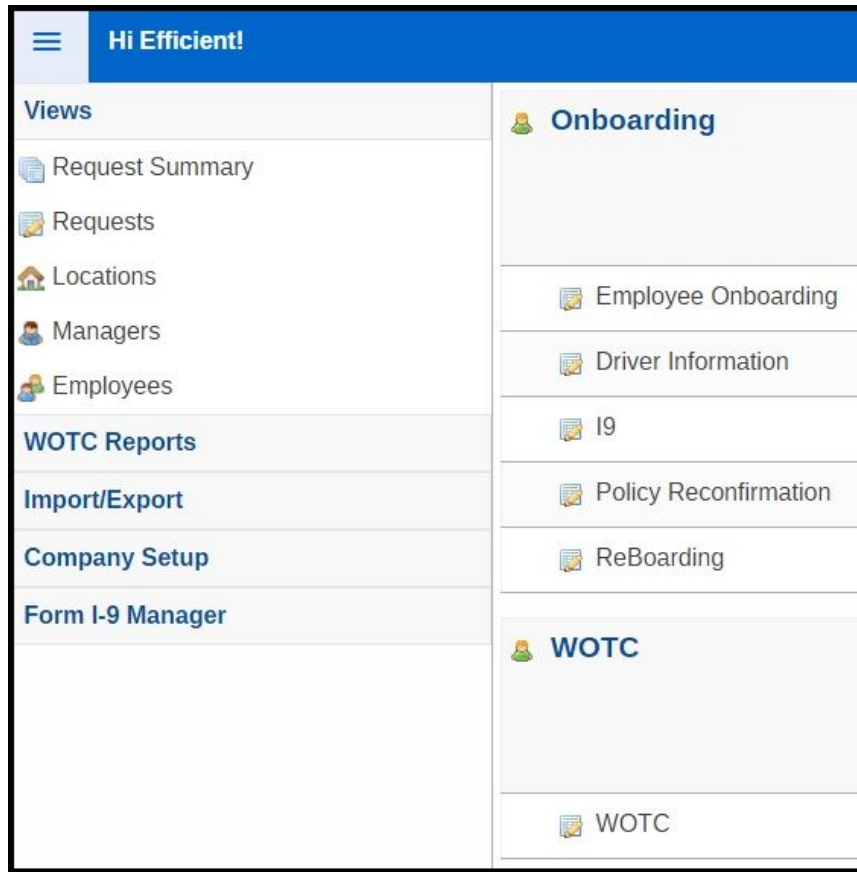 Hi Efficient!
Views
Request Summary
Requests
Locations
Managers
Employees
WOTC Reports
Import/Export
Company Setup
Form I-9 Manager
Onboarding
Employee Onboarding
Driver Information
I9
Policy Reconfirmation
ReBoarding
WOTC
WOTC